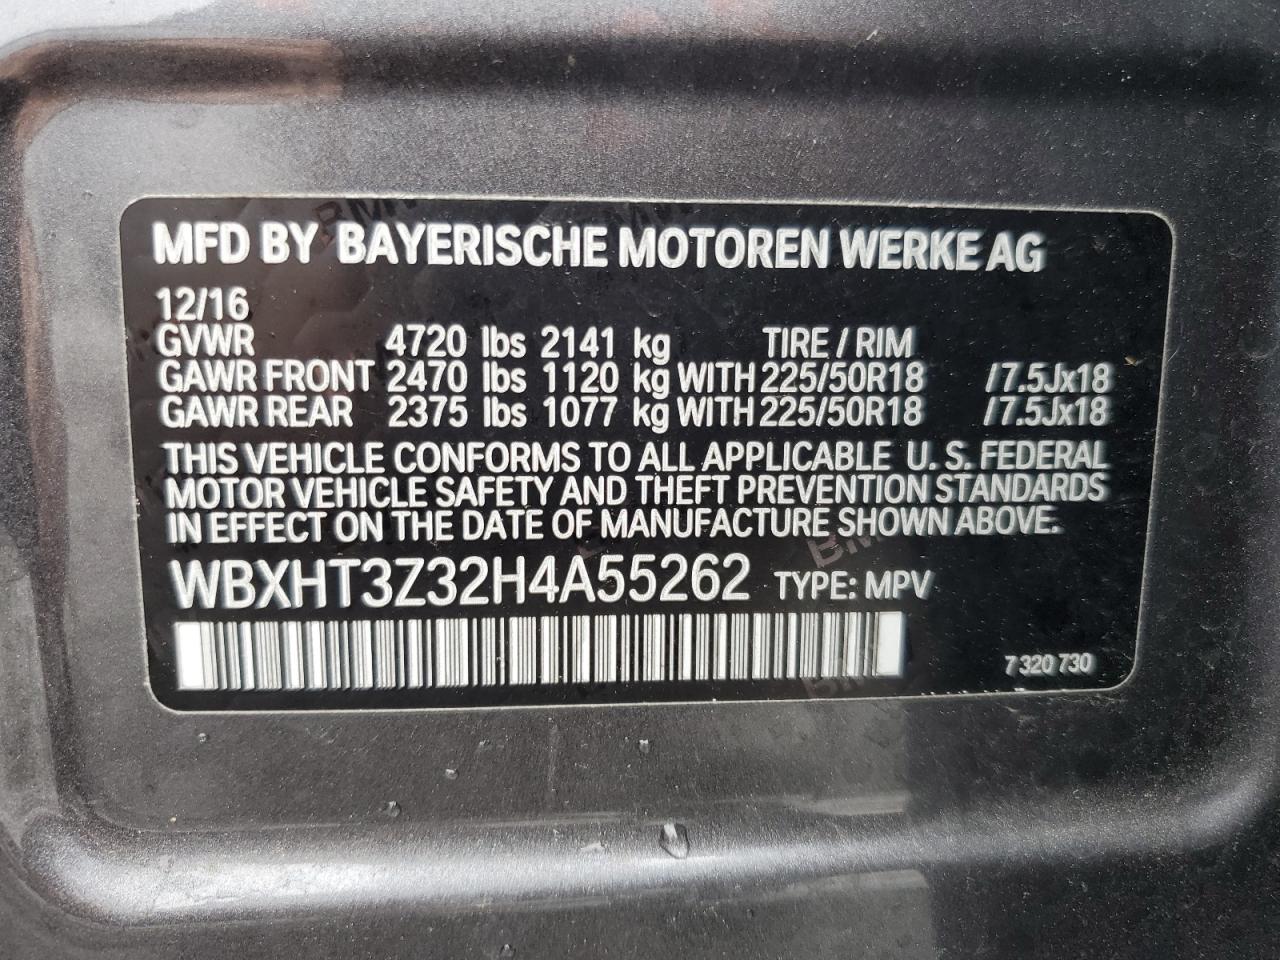 MFD BY BAYERISCHE MOTOREN WERKE AG
12/16
GVWR 4720 lbs 2141 kg TIRE / RIM
GAWR FRONT 2470 lbs 1120 kg WITH 225/50R18 /7.5Jx18
GAWR REAR 2375 lbs 1077 kg WITH 225/50R18 /7.5Jx18
THIS VEHICLE CONFORMS TO ALL APPLICABLE U. S. FEDERAL
MOTOR VEHICLE SAFETY AND THEFT PREVENTION STANDARDS
IN EFFECT ON THE DATE OF MANUFACTURE SHOWN ABOVE.
WBXHT3Z32H4A55262 TYPE: MPV
7 320 730